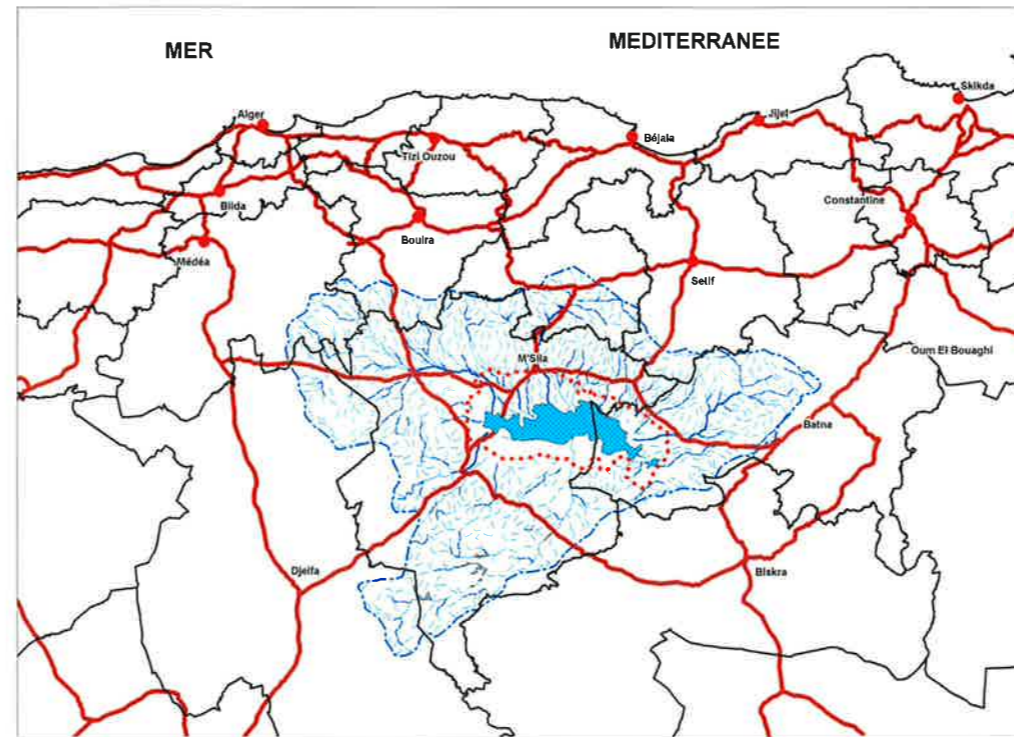 MER MEDITERRANEE
Skikda
Alger
Jijel
Béjaia
Tizi Ouzou
Constantine
Blida
Bouira
Médéa
Setif
M'Sila
Oum El Bouaghi
Batna
Djelfa
Biskra